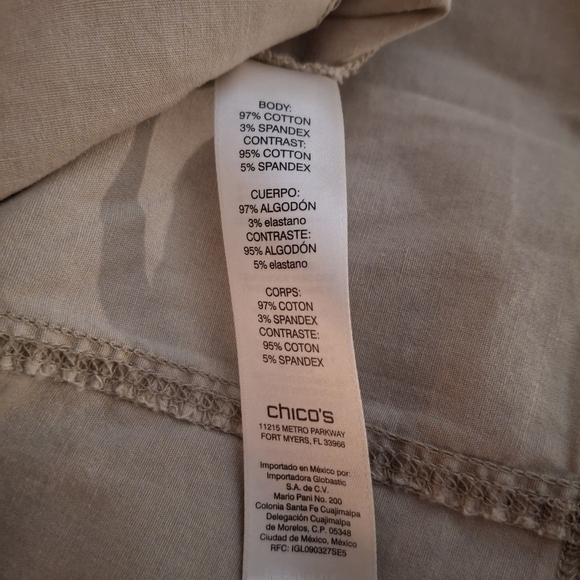 BODY:
97% COTTON
3% SPANDEX
CONTRAST:
95% COTTON
5% SPANDEX
CUERPO:
97% ALGODÓN
3% elastano
CONTRASTE:
95% ALGODÓN
5% elastano
CORPS:
97% COTON
3% SPANDEX
CONTRASTE:
95% COTON
5% SPANDEX
chico's
11215 METRO PARKWAY
FORT MYERS, FL 33966
Importado en México por:
Importadora Globastic
S.A. de C.V.
Mario Pani No. 200
Colonia Santa Fe Cuajimalpa
Delegación Cuajimalpa
de Morelos, C.P. 05348
Ciudad de México, México
RFC: IGL090327SE5